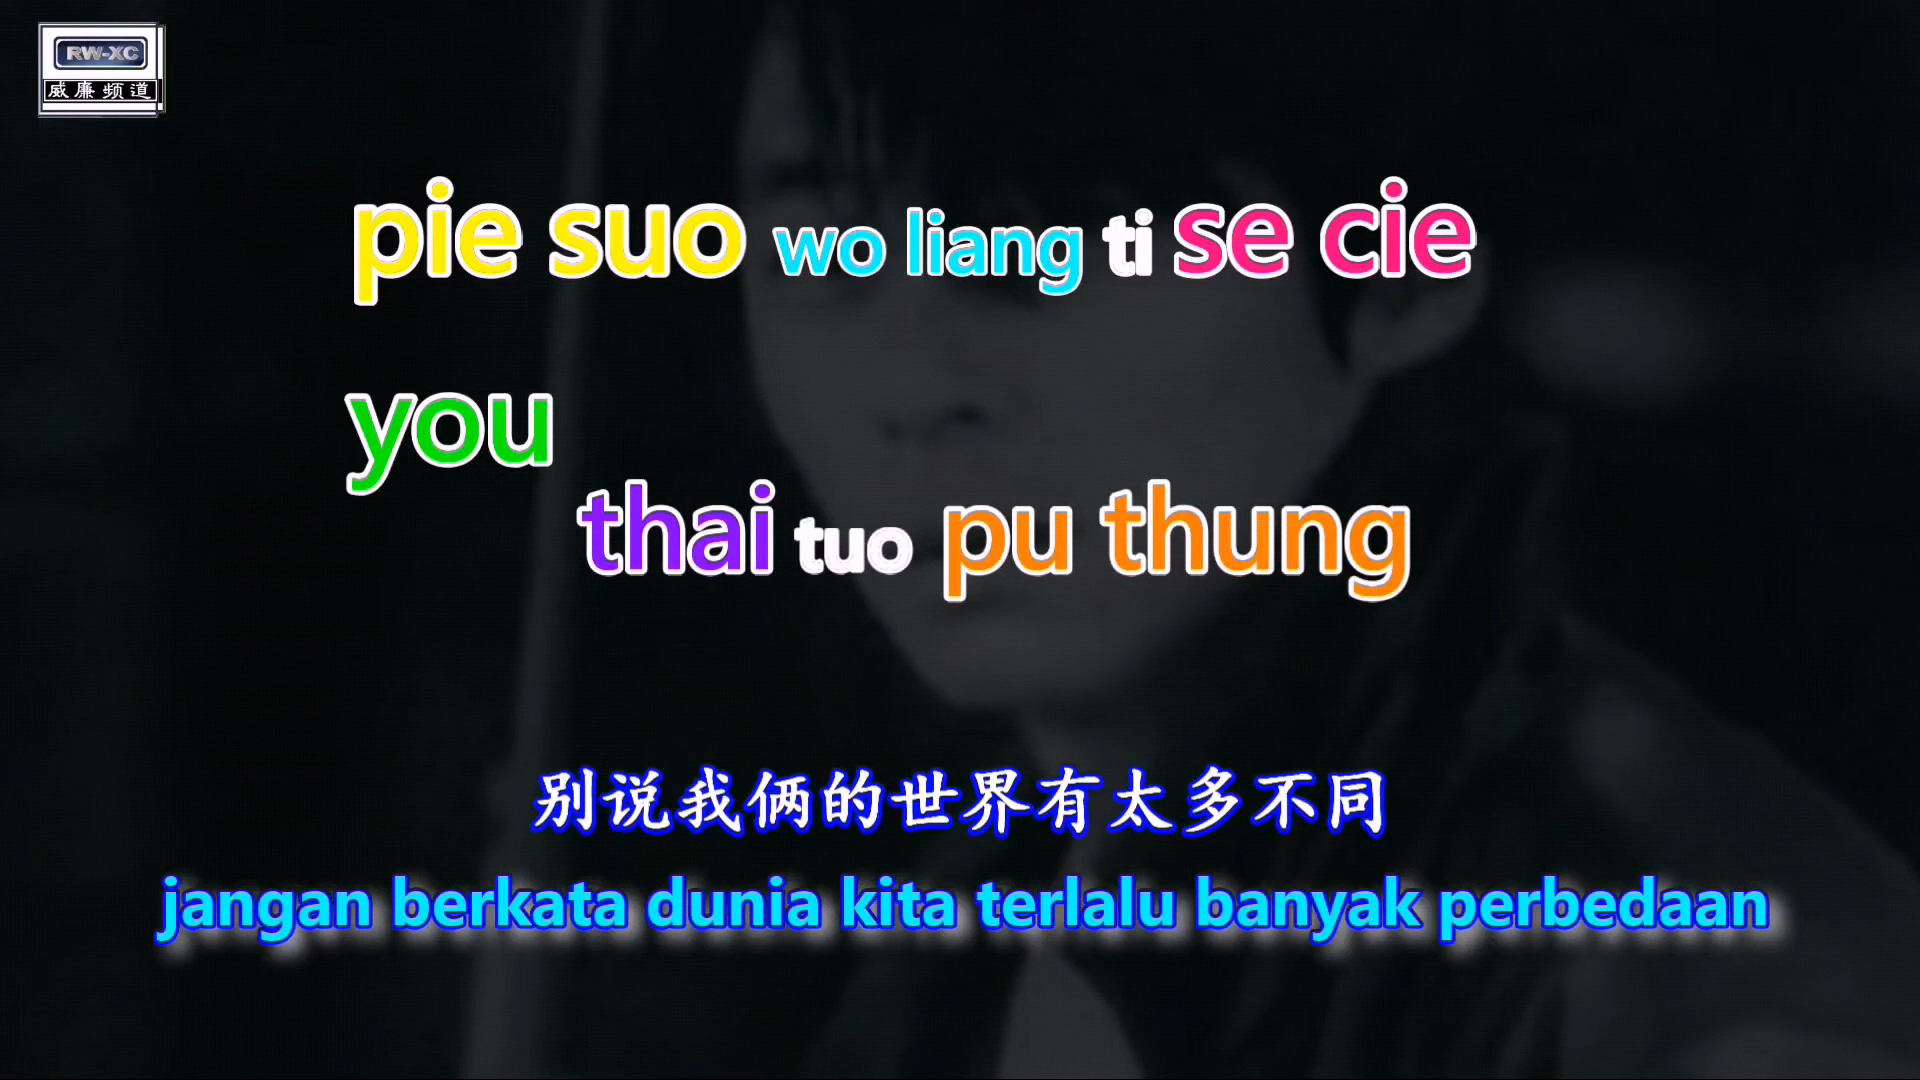 RW-XC
威廉频道
pie suo wo liang ti se cie
you
thai tuo pu thung
别说我俩的世界有太多不同
jangan berkata dunia kita terlalu banyak perbedaan